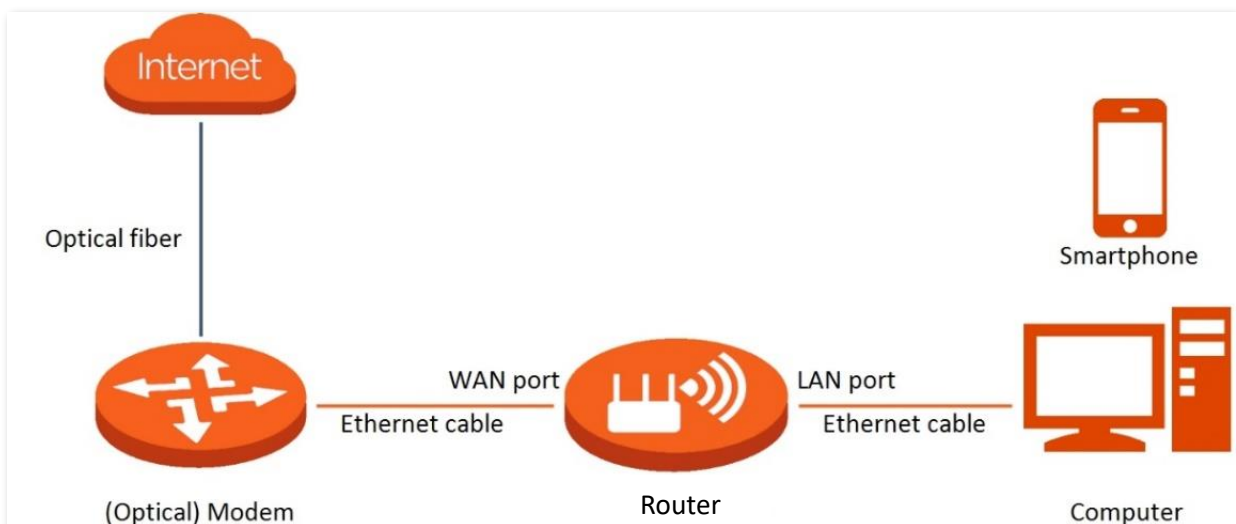 Internet
Optical fiber
Smartphone
WAN port
LAN port
Ethernet cable
Ethernet cable
(Optical) Modem
Router
Computer